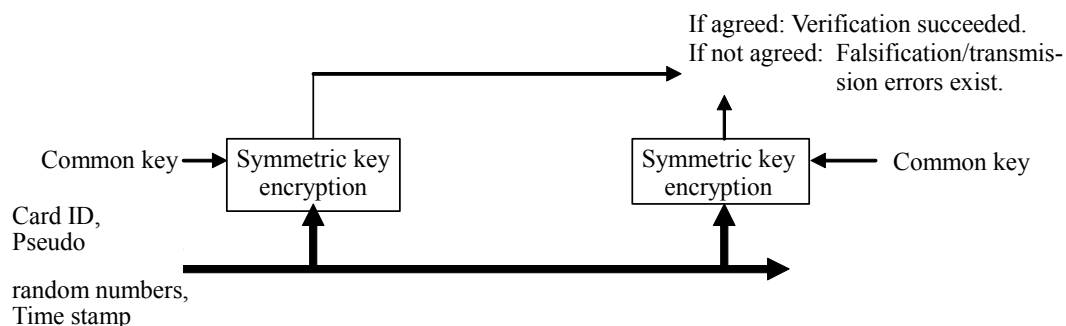 If agreed: Verification succeeded.
If not agreed: Falsification/transmis-
sion errors exist.
Common key
Symmetric key
encryption
Symmetric key
encryption
Common key
Card ID,
Pseudo
random numbers,
Time stamp